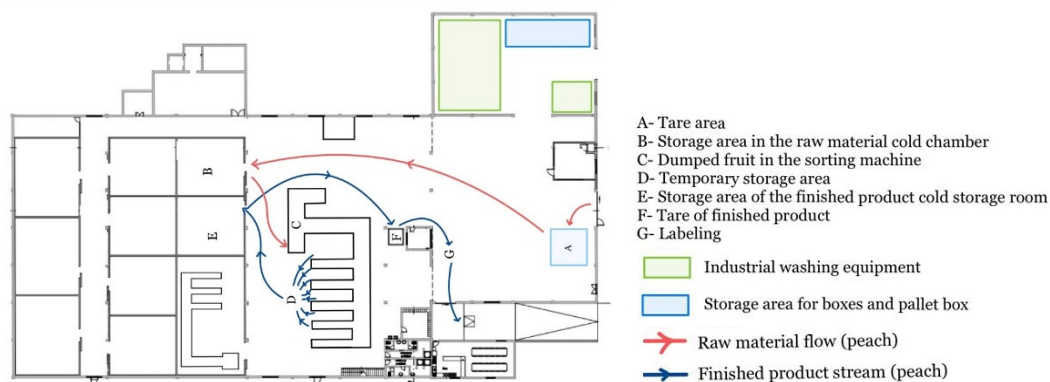 B
C
E
F
G
D
A
A- Tare area
B- Storage area in the raw material cold chamber
C- Dumped fruit in the sorting machine
D- Temporary storage area
E- Storage area of the finished product cold storage room
F- Tare of finished product
G- Labeling
Industrial washing equipment
Storage area for boxes and pallet box
Raw material flow (peach)
Finished product stream (peach)